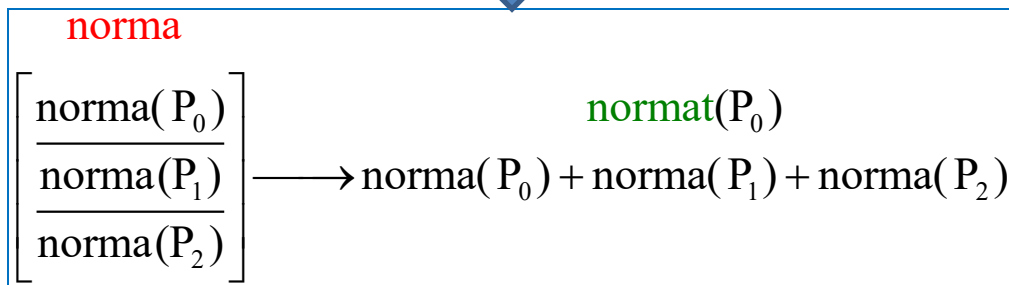 norma
norma(P₀)
normat(P₀)
norma(P₁)
norma(P₀) + norma(P₁) + norma(P₂)
norma(P₂)